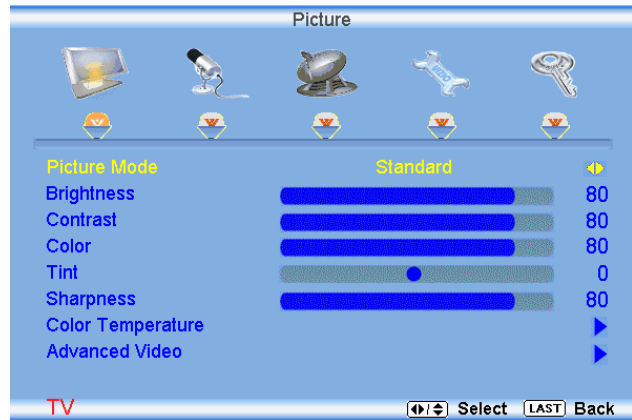 Picture
Picture Mode Standard
Brightness 80
Contrast 80
Color 80
Tint 0
Sharpness 80
Color Temperature
Advanced Video
TV Select LAST Back